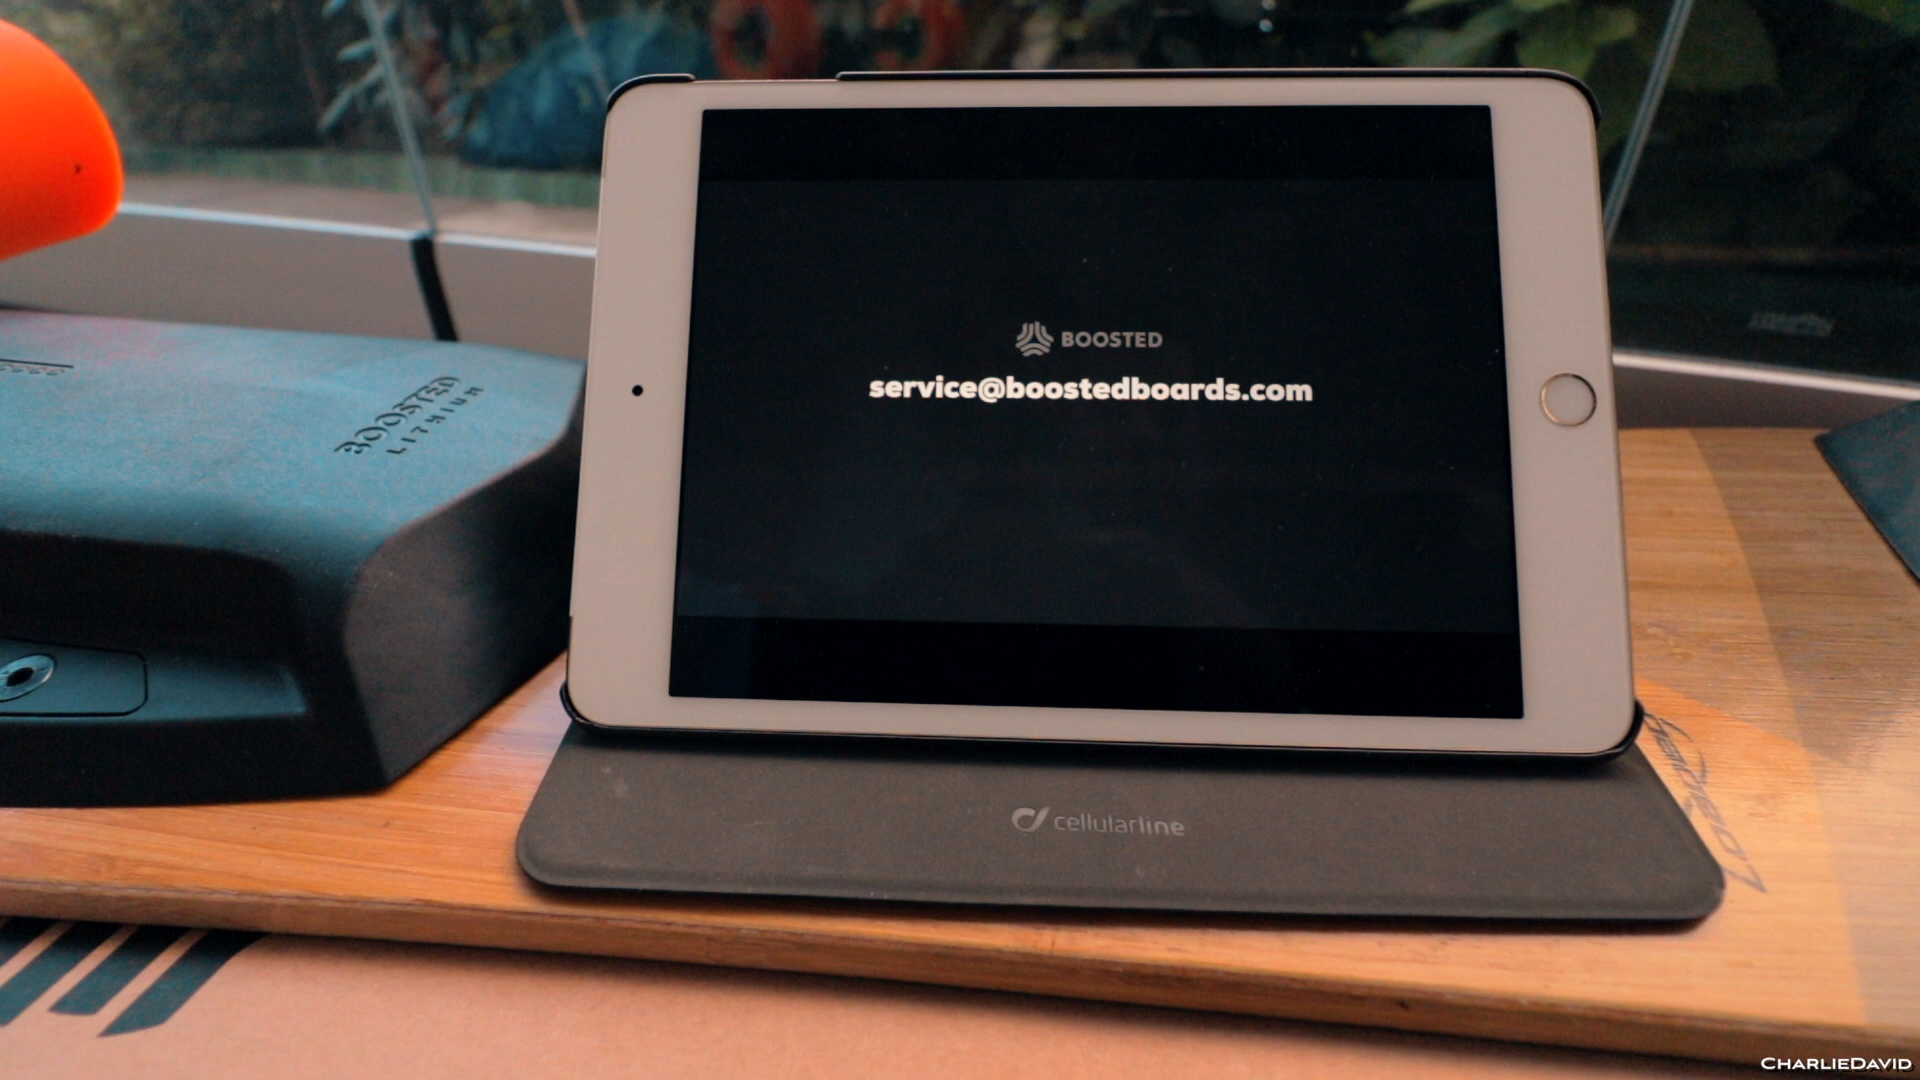 BOOSTED
service@boostedboards.com
BOOSTED
LITHIUM
cellularline
CHARLIEDAVID